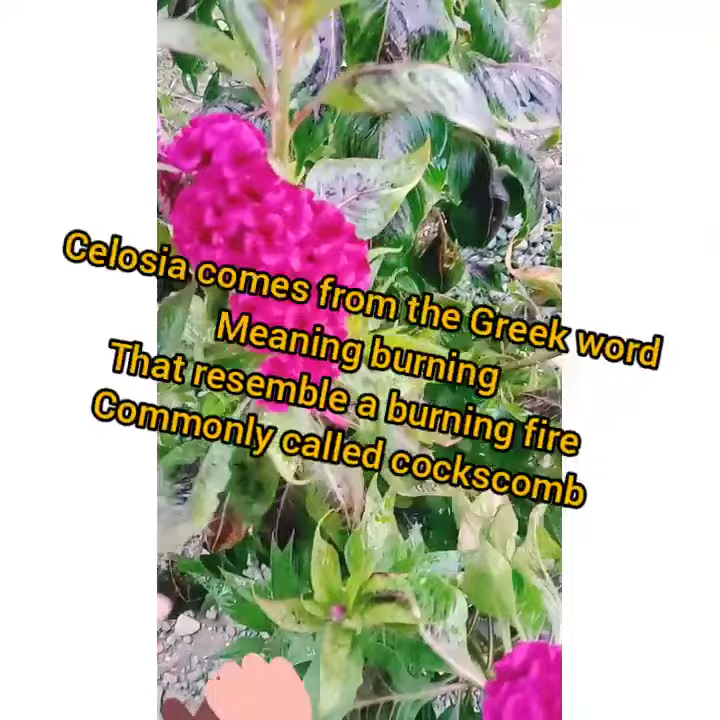 Celosia comes from the Greek word
Meaning burning
That resemble a burning fire
Commonly called cockscomb